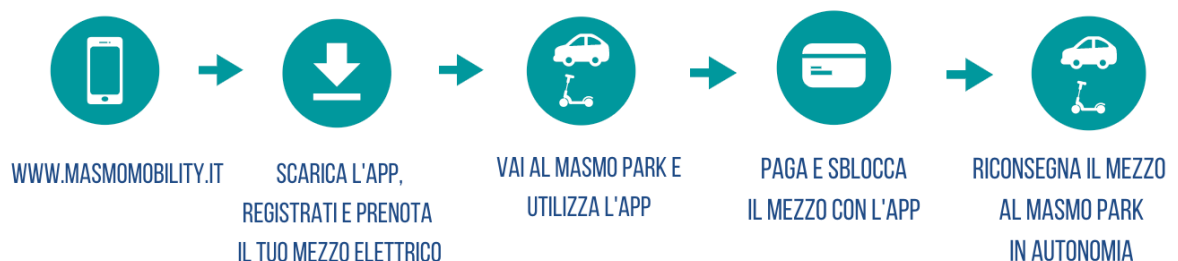 WWW.MASMOMOBILITY.IT
SCARICA L'APP,
REGISTRATI E PRENOTA
IL TUO MEZZO ELETTRICO
VAI AL MASMO PARK E
UTILIZZA L'APP
PAGA E SBLOCCA
IL MEZZO CON L'APP
RICONSEGNA IL MEZZO
AL MASMO PARK
IN AUTONOMIA